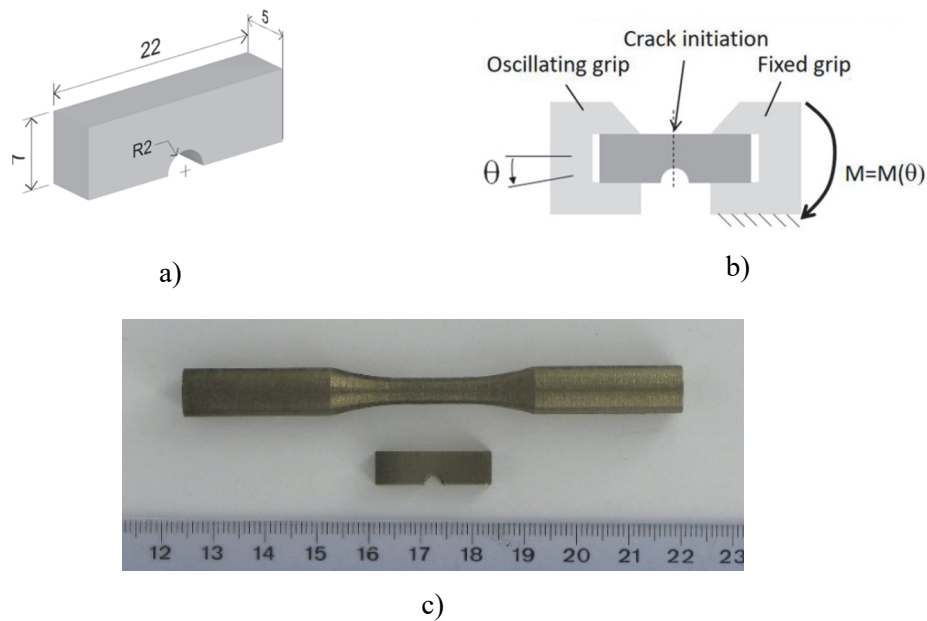 22
5
7
R2
a)
Crack initiation
Oscillating grip
Fixed grip
θ
M=M(θ)
b)
12 13 14 15 16 17 18 19 20 21 22 23
c)